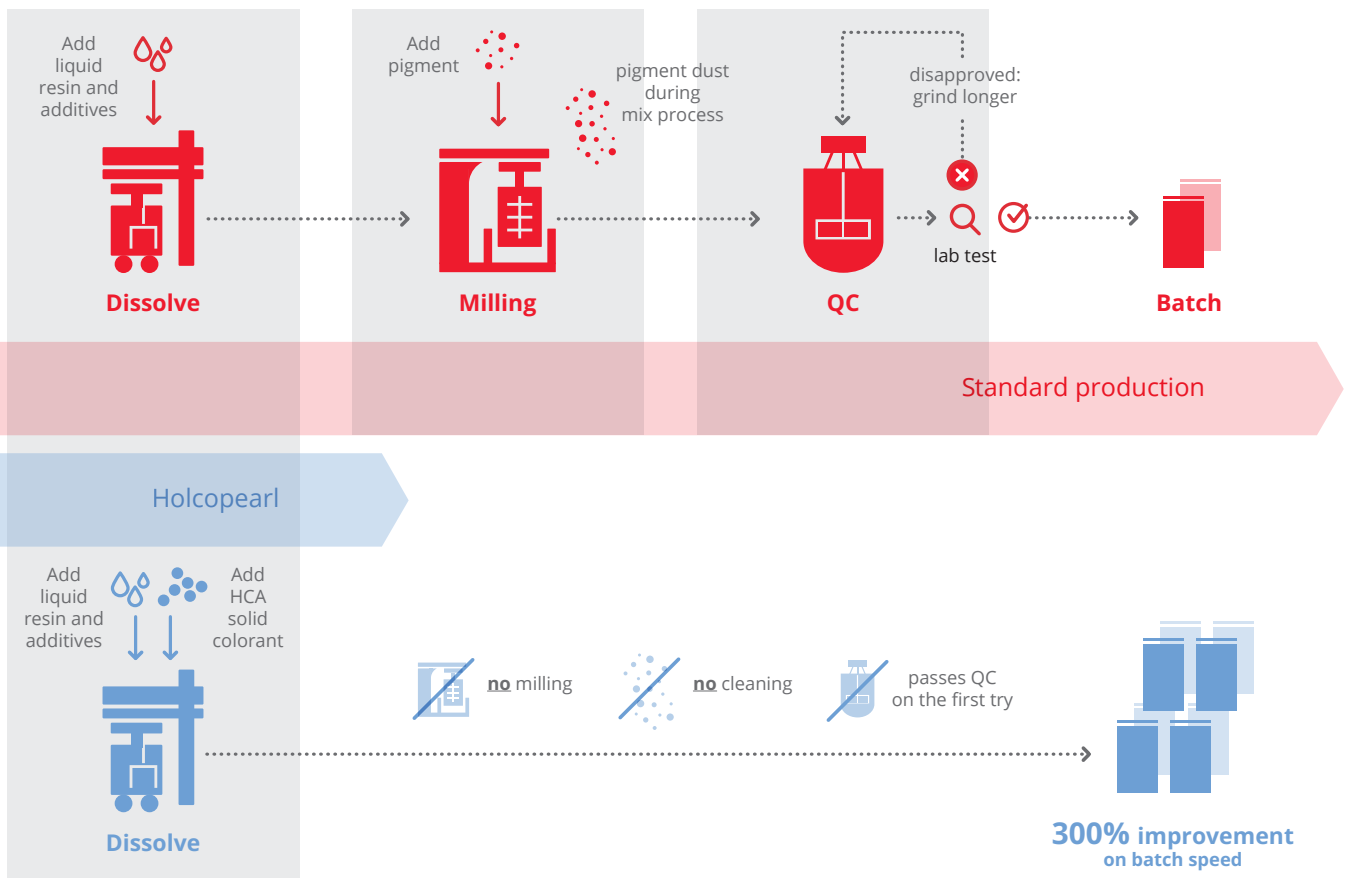 Add
liquid
resin and
additives
Add
pigment
pigment dust
during
mix process
disapproved:
grind longer
lab test
Dissolve
Milling
QC
Batch
Standard production
Holcopearl
Add
liquid
resin and
additives
Add
HCA
solid
colorant
no milling
no cleaning
passes QC
on the first try
Dissolve
300% improvement
on batch speed